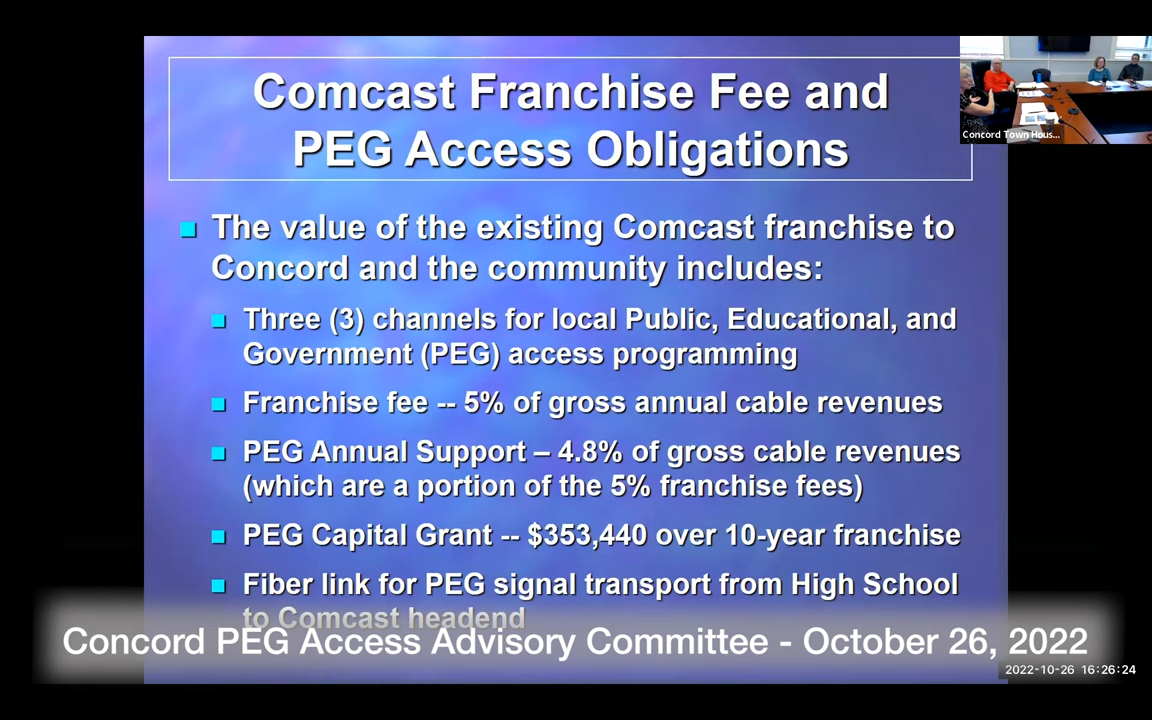 Comcast Franchise Fee and
PEG Access Obligations
Concord Town Hous...
The value of the existing Comcast franchise to
Concord and the community includes:
Three (3) channels for local Public, Educational, and
Government (PEG) access programming
Franchise fee -- 5% of gross annual cable revenues
PEG Annual Support – 4.8% of gross cable revenues
(which are a portion of the 5% franchise fees)
PEG Capital Grant -- $353,440 over 10-year franchise
Fiber link for PEG signal transport from High School
to Comcast headend
Concord PEG Access Advisory Committee - October 26, 2022
2022-10-26 16:26:24